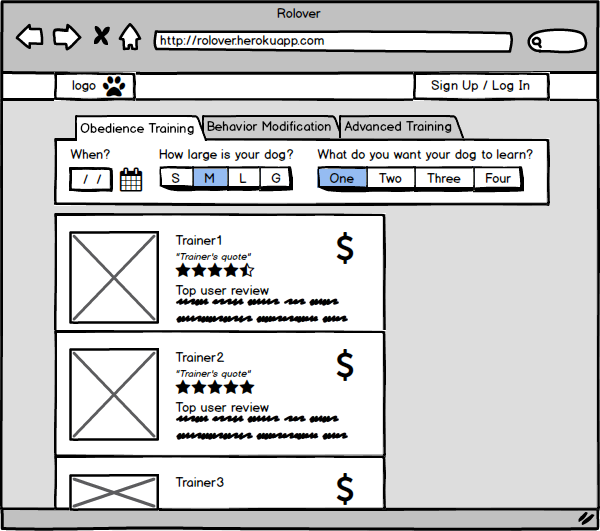 Rolover
http://rolover.herokuapp.com
logo
Sign Up / Log In
Obedience Training
Behavior Modification
Advanced Training
When?
How large is your dog?
What do you want your dog to learn?
/ /
S M L G
One Two Three Four
Trainer1
$
"Trainer's quote"
Top user review
Trainer2
$
"Trainer's quote"
Top user review
Trainer3
$